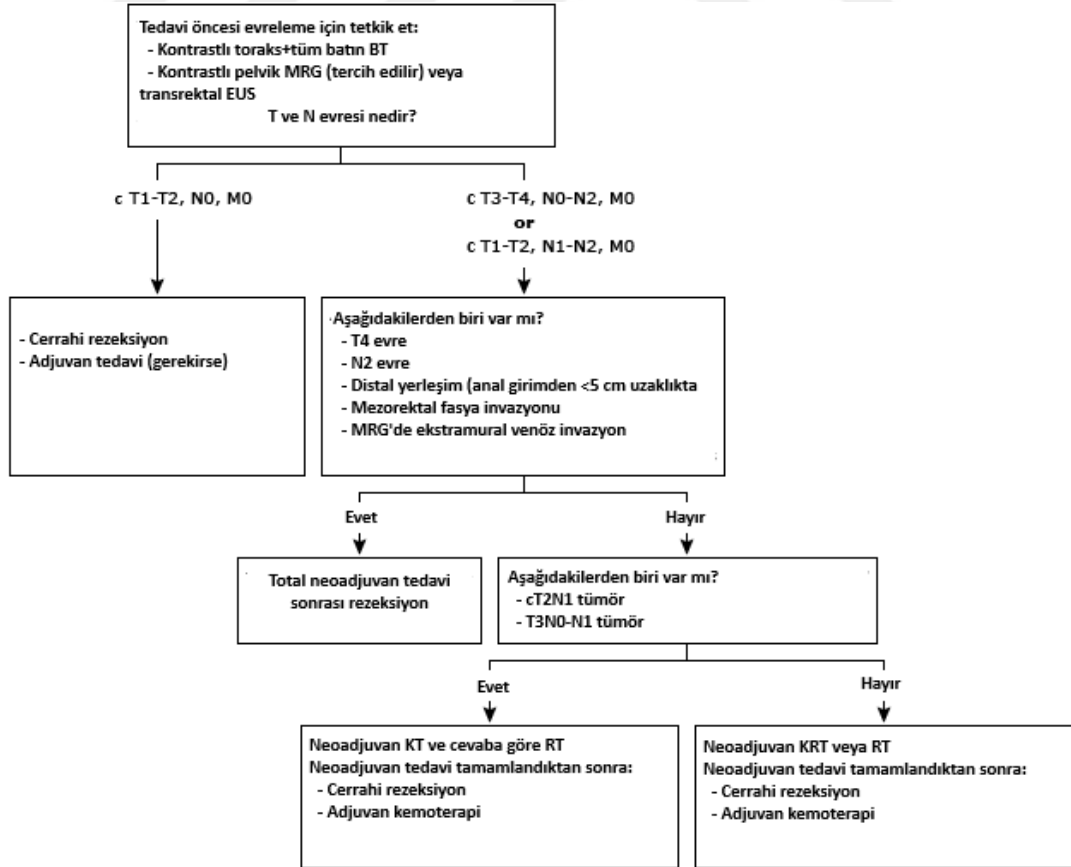 Tedavi öncesi evreleme için tetkik et:
- Kontrastlı toraks+tüm batın BT
- Kontrastlı pelvik MRG (tercih edilir) veya
transrektal EUS
T ve N evresi nedir?
c T1-T2, N0, M0
c T3-T4, N0-N2, M0
or
c T1-T2, N1-N2, M0
- Cerrahi rezeksiyon
- Adjuvan tedavi (gerekirse)
Aşağıdakilerden biri var mı?
- T4 evre
- N2 evre
- Distal yerleşim (anal girimden <5 cm uzaklıkta
- Mezorektal fasya invazyonu
- MRG'de ekstramural venöz invazyon
Evet
Hayır
Total neoadjuvan tedavi
sonrası rezeksiyon
Aşağıdakilerden biri var mı?
- cT2N1 tümör
- T3N0-N1 tümör
Evet
Hayır
Neoadjuvan KT ve cevaba göre RT
Neoadjuvan tedavi tamamlandıktan sonra:
- Cerrahi rezeksiyon
- Adjuvan kemoterapi
Neoadjuvan KRT veya RT
Neoadjuvan tedavi tamamlandıktan sonra:
- Cerrahi rezeksiyon
- Adjuvan kemoterapi